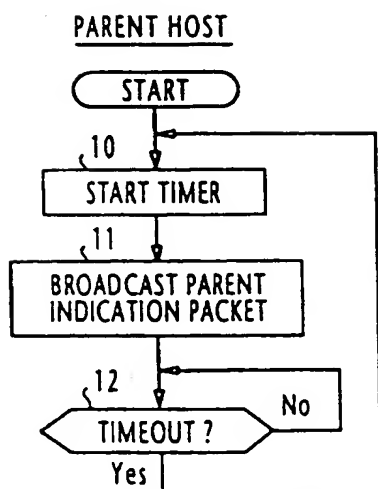 PARENT HOST
START
10
START TIMER
11
BROADCAST PARENT
INDICATION PACKET
12
No
TIMEOUT ?
Yes